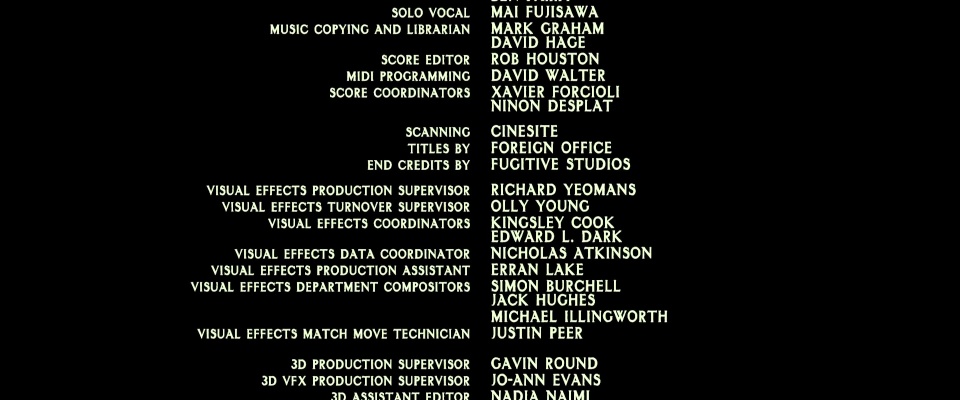 SOLO VOCAL MAI FUJISAWA
MUSIC COPYING AND LIBRARIAN MARK GRAHAM
DAVID HAGE
SCORE EDITOR ROB HOUSTON
MIDI PROGRAMMING DAVID WALTER
SCORE COORDINATORS XAVIER FORCIOLI
NINON DESPLAT
SCANNING CINESITE
TITLES BY FOREIGN OFFICE
END CREDITS BY FUGITIVE STUDIOS
VISUAL EFFECTS PRODUCTION SUPERVISOR RICHARD YEOMANS
VISUAL EFFECTS TURNOVER SUPERVISOR OLLY YOUNG
VISUAL EFFECTS COORDINATORS KINGSLEY COOK
EDWARD L. DARK
VISUAL EFFECTS DATA COORDINATOR NICHOLAS ATKINSON
VISUAL EFFECTS PRODUCTION ASSISTANT ERRAN LAKE
VISUAL EFFECTS DEPARTMENT COMPOSITORS SIMON BURCHELL
JACK HUGHES
MICHAEL ILLINGWORTH
VISUAL EFFECTS MATCH MOVE TECHNICIAN JUSTIN PEER
3D PRODUCTION SUPERVISOR GAVIN ROUND
3D VFX PRODUCTION SUPERVISOR JO-ANN EVANS
3D ASSISTANT EDITOR NADIA NAIMI